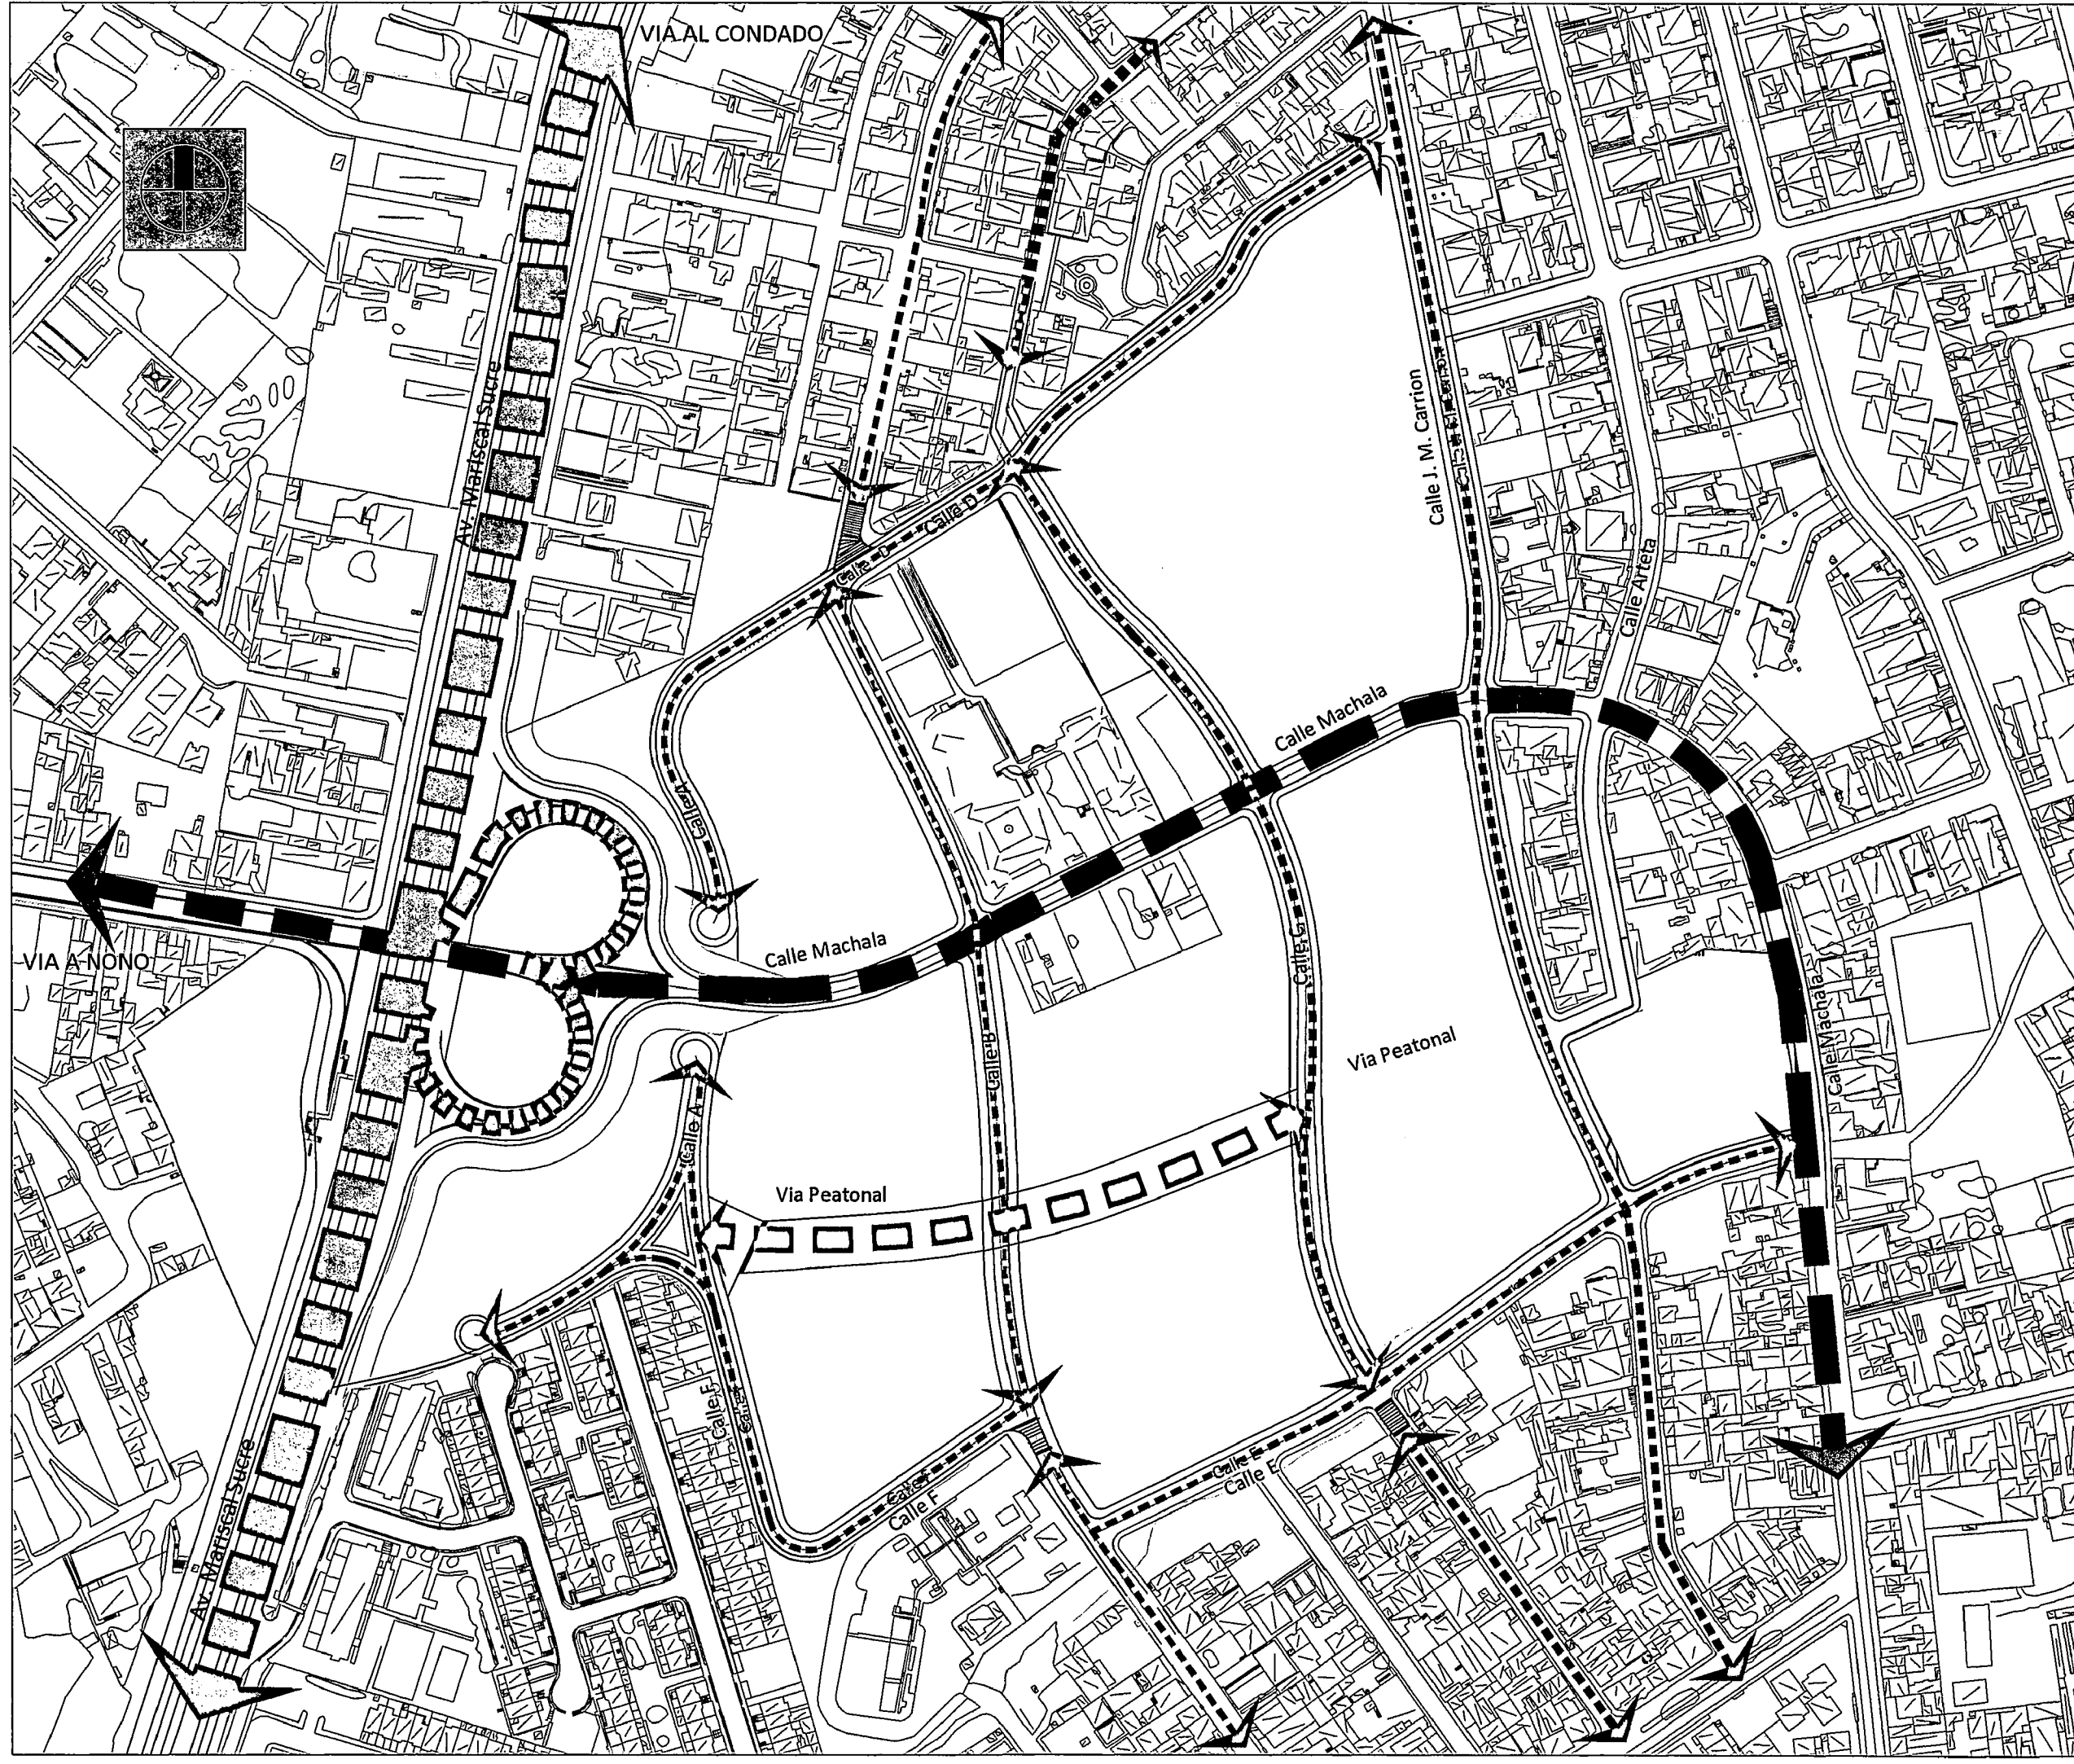 VIA AL CONDADO
Av. Mariscal Sucre
Calle J. M. Carrion
Calle D
Calle D
Calle Arteta
Calle Machala
Calle A
Calle Machala
VIA A NONO
Calle C
Calle Machala
Calle B
Via Peatonal
Calle A
Via Peatonal
Calle F
Calle E
Calle E
Calle F
Av. Mariscal Sucre